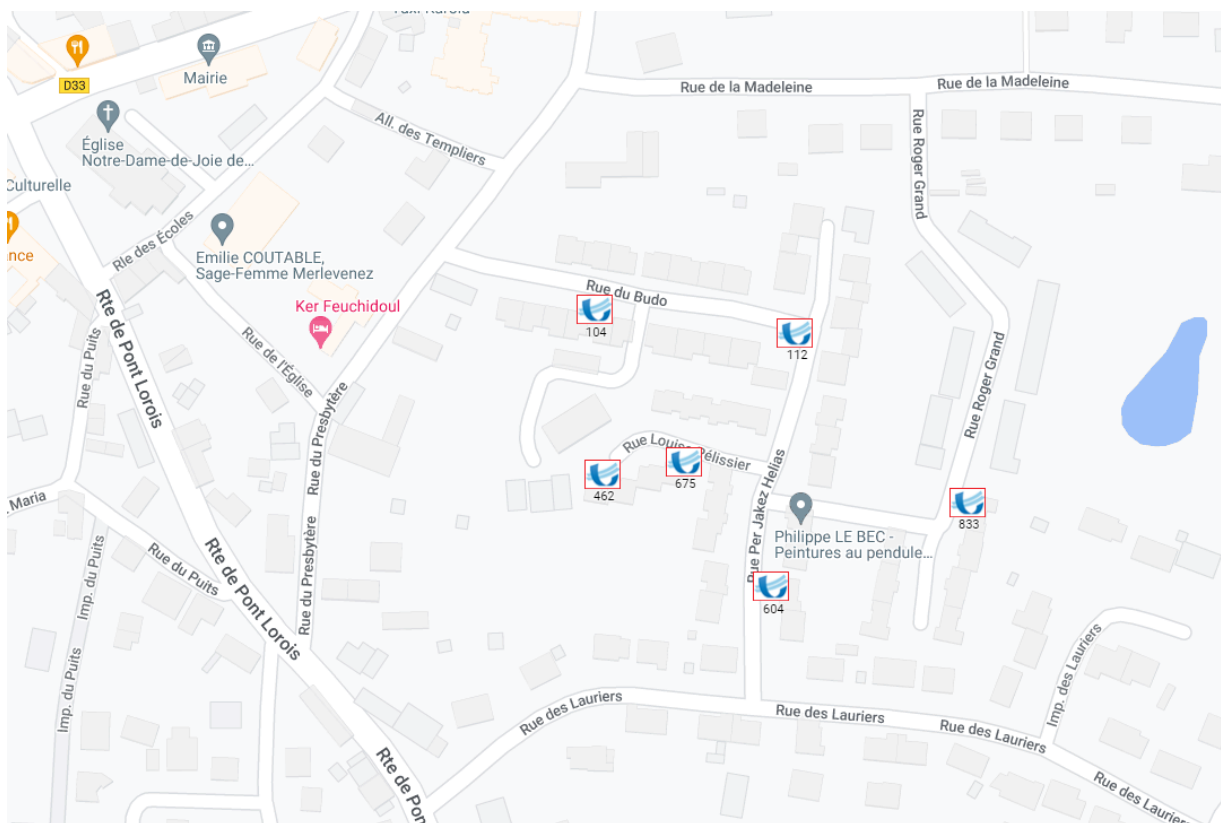 D33
Mairie
Église
Notre-Dame-de-Joie de...
Culturelle
Rle des Écoles
All. des Templiers
Rue de la Madeleine
Rue de la Madeleine
Rue Roger Grand
Emilie COUTABLE,
Sage-Femme Merlevenez
Ker Feuchidoul
Rue du Budo
104
112
Rte de Pont Lorois
Rue de l'Église
Rue du Puits
Rue du Presbytère
Rue Roger Grand
Rue Louise Pélissier
462
675
833
Maria
Rue Per Jakez Helias
Philippe LE BEC -
Peintures au pendule...
604
Rue du Presbytère
Rue du Presbytère
Rue du Puits
Rte de Pont Lorois
Imp. du Puits
Imp. du Puits
Rue des Lauriers
Rue des Lauriers
Rue des Lauriers
Imp. des Lauriers
Rue des Lauriers
Rte de Pon